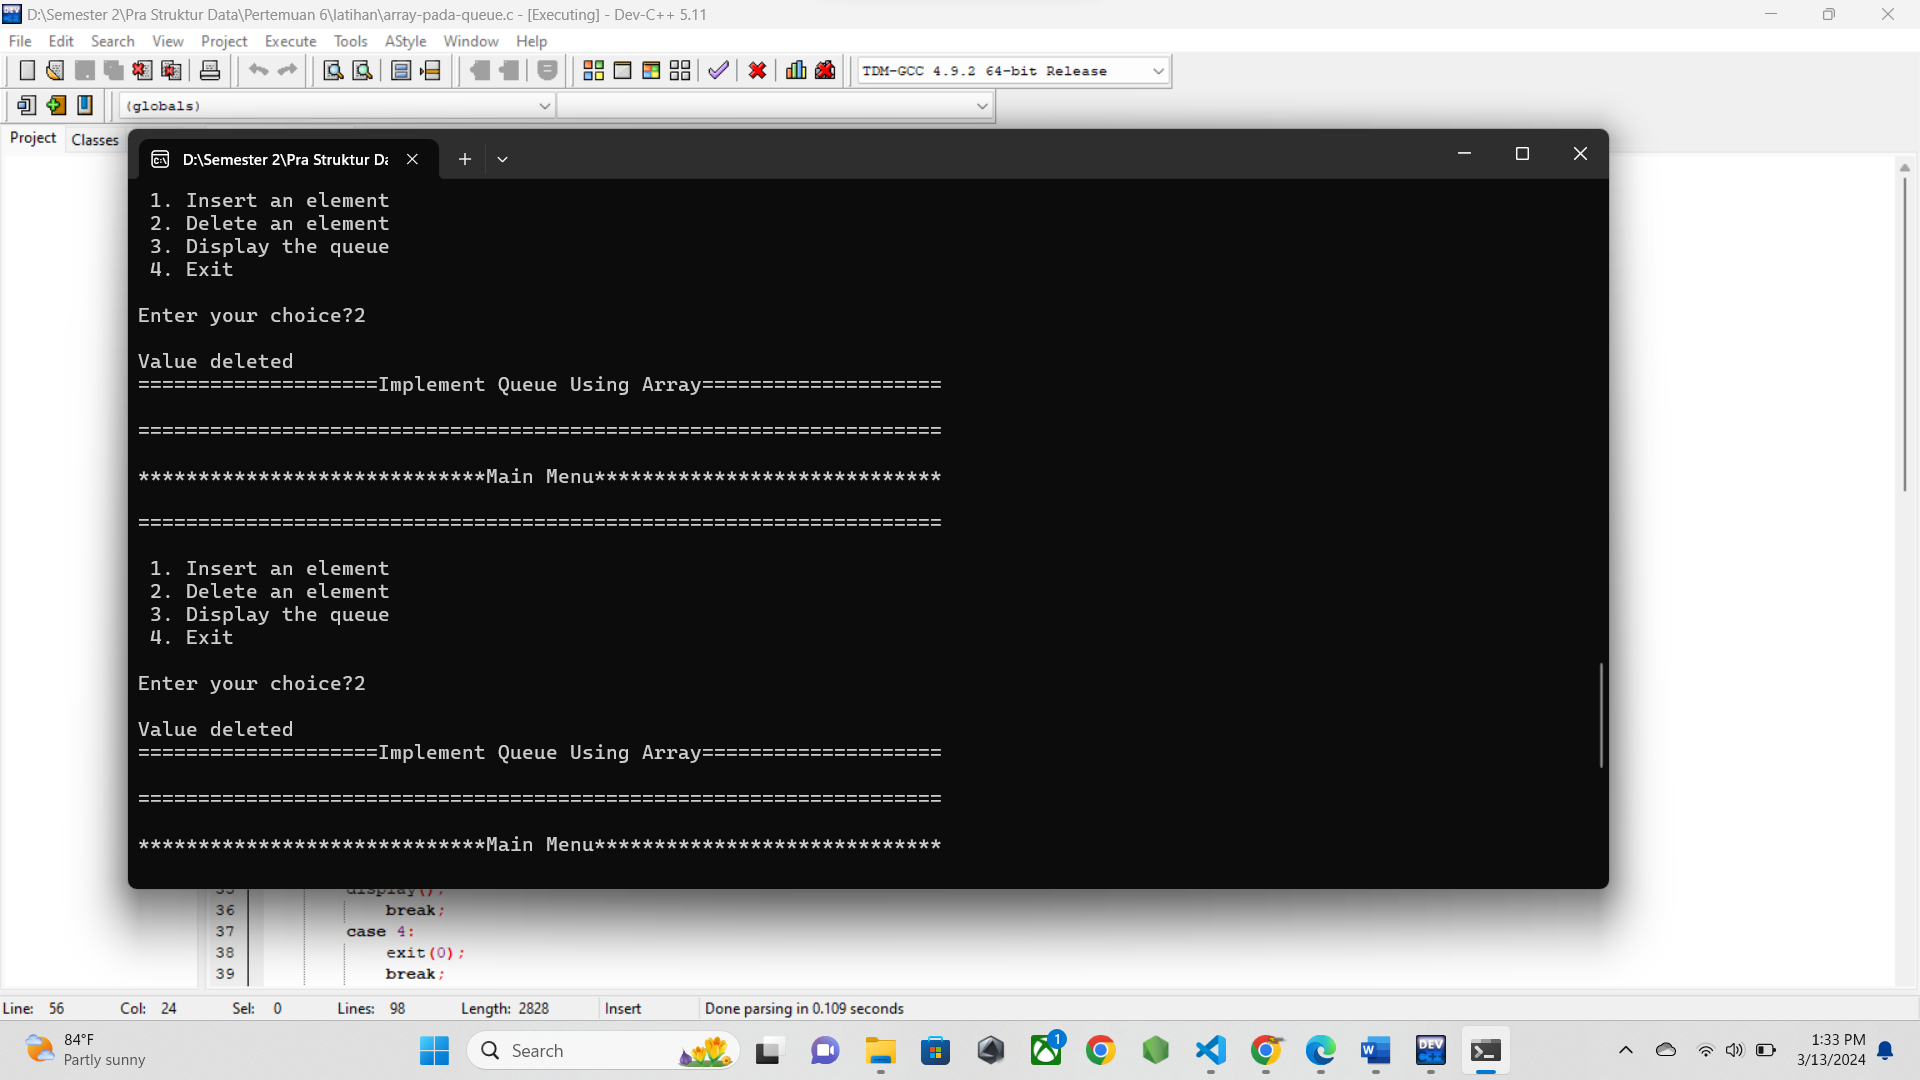 D:\Semester 2\Pra Struktur Data\Pertemuan 6\latihan\array-pada-queue.c - [Executing] - Dev-C++ 5.11
File Edit Search View Project Execute Tools AStyle Window Help
TDM-GCC 4.9.2 64-bit Release
(globals)
Project Classes
D:\Semester 2\Pra Struktur Da
1. Insert an element
2. Delete an element
3. Display the queue
4. Exit
Enter your choice?2
Value deleted
====================Implement Queue Using Array====================
===================================================================
*****************************Main Menu*****************************
===================================================================
1. Insert an element
2. Delete an element
3. Display the queue
4. Exit
Enter your choice?2
Value deleted
====================Implement Queue Using Array====================
===================================================================
*****************************Main Menu*****************************
35 display();
36 break;
37 case 4:
38 exit(0);
39 break;
Line: 56 Col: 24 Sel: 0 Lines: 98 Length: 2828 Insert Done parsing in 0.109 seconds
84°F
Partly sunny
Search
1
DEV
1:33 PM
3/13/2024